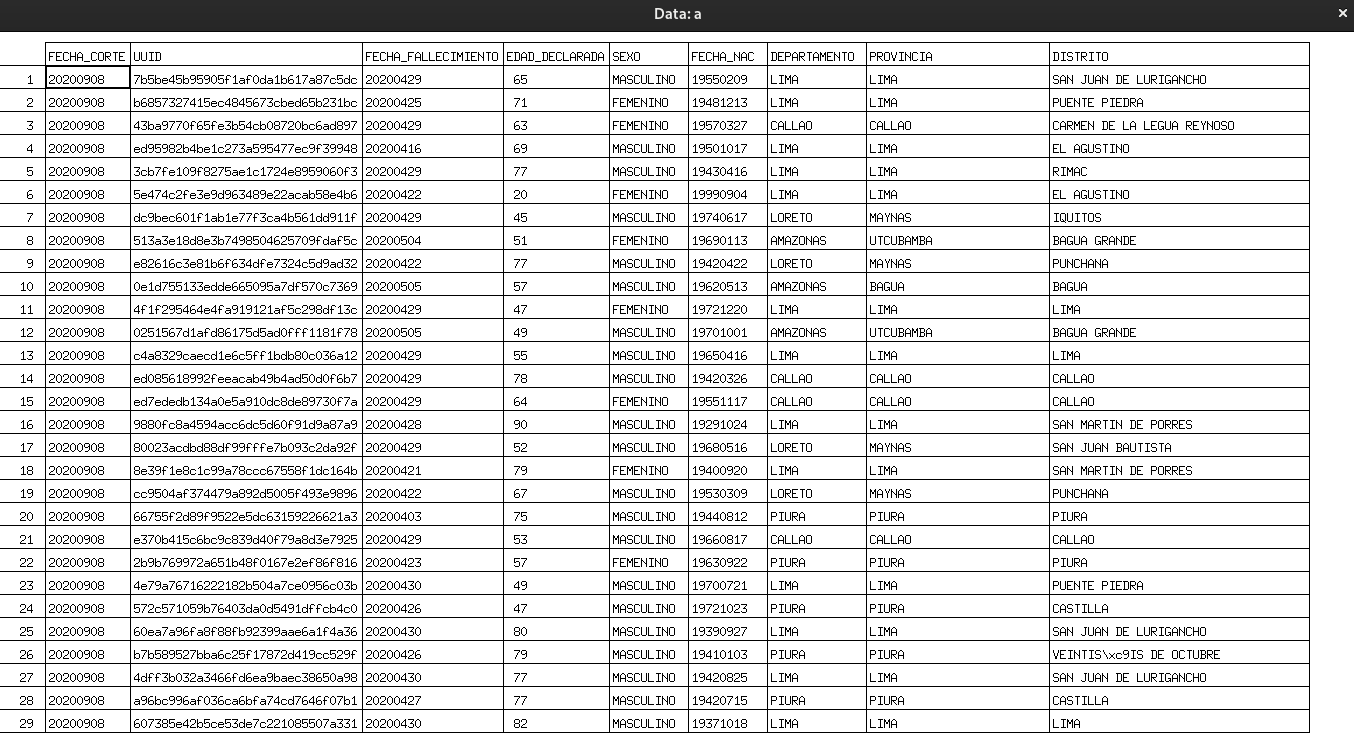 Data: a ×
FECHA_CORTE UUID FECHA_FALLECIMIENTO EDAD_DECLARADA SEXO FECHA_NAC DEPARTAMENTO PROVINCIA DISTRITO
1 20200908 7b5be45b95905f1af0da1b617a87c5dc 20200429 65 MASCULINO 19550209 LIMA LIMA SAN JUAN DE LURIGANCHO
2 20200908 b6857327415ec4845673cbed65b231bc 20200425 71 FEMENINO 19481213 LIMA LIMA PUENTE PIEDRA
3 20200908 43ba9770f65fe3b54cb08720bc6ad897 20200429 63 FEMENINO 19570327 CALLAO CALLAO CARMEN DE LA LEGUA REYNOSO
4 20200908 ed95982b4be1c273a595477ec9f39948 20200416 69 MASCULINO 19501017 LIMA LIMA EL AGUSTINO
5 20200908 3cb7fe109f8275ae1c1724e8959060f3 20200429 77 MASCULINO 19430416 LIMA LIMA RIMAC
6 20200908 5e474c2fe3e9d963489e22acab58e4b6 20200422 20 FEMENINO 19990904 LIMA LIMA EL AGUSTINO
7 20200908 dc9bec601f1ab1e77f3ca4b561dd911f 20200429 45 MASCULINO 19740617 LORETO MAYNAS IQUITOS
8 20200908 513a3e18d8e3b7498504625709fdaf5c 20200504 51 FEMENINO 19690113 AMAZONAS UTCUBAMBA BAGUA GRANDE
9 20200908 e82616c3e81b6f634dfe7324c5d9ad32 20200422 77 MASCULINO 19420422 LORETO MAYNAS PUNCHANA
10 20200908 0e1d755133edde665095a7df570c7369 20200505 57 MASCULINO 19620513 AMAZONAS BAGUA BAGUA
11 20200908 4f1f295464e4fa919121af5c298df13c 20200429 47 FEMENINO 19721220 LIMA LIMA LIMA
12 20200908 0251567d1afd86175d5ad0fff1181f78 20200505 49 MASCULINO 19701001 AMAZONAS UTCUBAMBA BAGUA GRANDE
13 20200908 c4a8329caecd1e6c5ff1bdb80c036a12 20200429 55 MASCULINO 19650416 LIMA LIMA LIMA
14 20200908 ed085618992feeacab49b4ad50d0f6b7 20200429 78 MASCULINO 19420326 CALLAO CALLAO CALLAO
15 20200908 ed7ededb134a0e5a910dc8de89730f7a 20200429 64 FEMENINO 19551117 CALLAO CALLAO CALLAO
16 20200908 9880fc8a4594acc6dc5d60f91d9a87a9 20200428 90 MASCULINO 19291024 LIMA LIMA SAN MARTIN DE PORRES
17 20200908 80023acdbd88df99fffe7b093c2da92f 20200429 52 MASCULINO 19680516 LORETO MAYNAS SAN JUAN BAUTISTA
18 20200908 8e39f1e8c1c99a78ccc67558f1dc164b 20200421 79 FEMENINO 19400920 LIMA LIMA SAN MARTIN DE PORRES
19 20200908 cc9504af374479a892d5005f493e9896 20200422 67 MASCULINO 19530309 LORETO MAYNAS PUNCHANA
20 20200908 66755f2d89f9522e5dc63159226621a3 20200403 75 MASCULINO 19440812 PIURA PIURA PIURA
21 20200908 e370b415c6bc9c839d40f79a8d3e7925 20200429 53 MASCULINO 19660817 CALLAO CALLAO CALLAO
22 20200908 2b9b769972a651b48f0167e2ef86f816 20200423 57 FEMENINO 19630922 PIURA PIURA PIURA
23 20200908 4e79a76716222182b504a7ce0956c03b 20200430 49 MASCULINO 19700721 LIMA LIMA PUENTE PIEDRA
24 20200908 572c571059b76403da0d5491dffcb4c0 20200426 47 MASCULINO 19721023 PIURA PIURA CASTILLA
25 20200908 60ea7a96fa8f88fb92399aae6a1f4a36 20200430 80 MASCULINO 19390927 LIMA LIMA SAN JUAN DE LURIGANCHO
26 20200908 b7b589527bba6c25f17872d419cc529f 20200426 79 MASCULINO 19410103 PIURA PIURA VEINTIS\xc9IS DE OCTUBRE
27 20200908 4dff3b032a3466fd6ea9baec38650a98 20200430 77 MASCULINO 19420825 LIMA LIMA SAN JUAN DE LURIGANCHO
28 20200908 a96bc996af036ca6bfa74cd7646f07b1 20200427 77 MASCULINO 19420715 PIURA PIURA CASTILLA
29 20200908 607385e42b5ce53de7c221085507a331 20200430 82 MASCULINO 19371018 LIMA LIMA LIMA